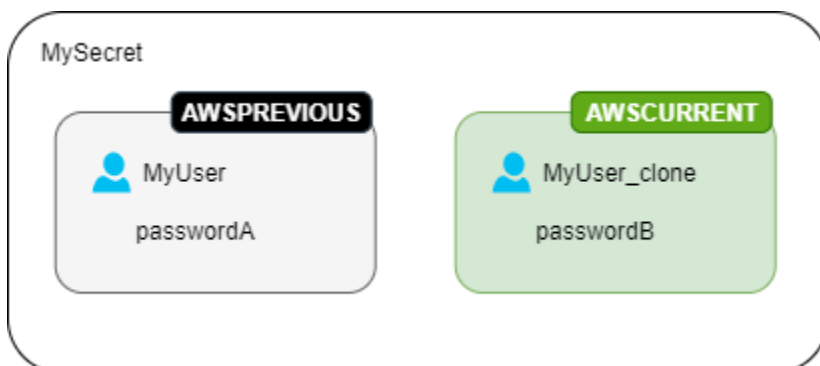 MySecret
AWSPREVIOUS
MyUser
passwordA
AWSCURRENT
MyUser_clone
passwordB